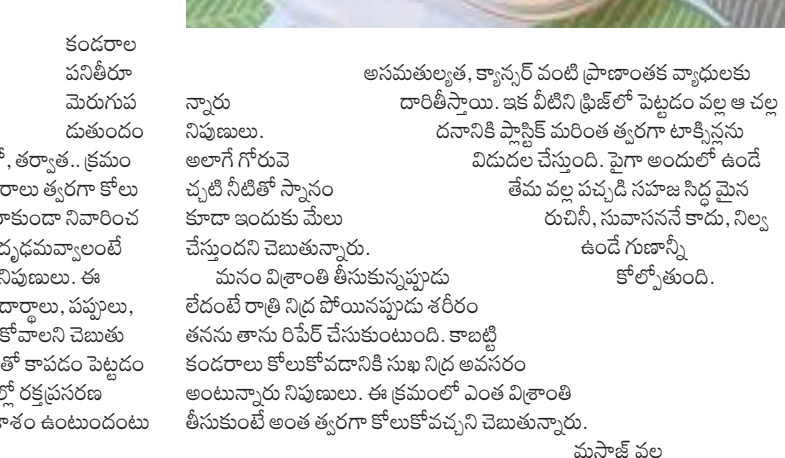 కండరాల
పనితీరూ
మెరుగుప
డుతుందం
తర్వాత.. క్రమం
త్వరగా కోలు
నివారించ
దృఢమవ్వాలంటే
నిపుణులు. ఈ
పప్పులు,
చెబుతు
కాపడం పెట్టడం
రక్తప్రసరణ
ఉంటుందంటు
న్నారు
నిపుణులు.
అలాగే గోరువె
చ్చటి నీటితో స్నానం
కూడా ఇందుకు మేలు
చేస్తుందని చెబుతున్నారు.
మనం విశ్రాంతి తీసుకున్నప్పుడు
లేదంటే రాత్రి నిద్ర పోయినప్పుడు శరీరం
తనను తాను రిపేర్ చేసుకుంటుంది. కాబట్టి
కండరాలు కోలుకోవడానికి సుఖ నిద్ర అవసరం
అంటున్నారు నిపుణులు. ఈ క్రమంలో ఎంత విశ్రాంతి
తీసుకుంటే అంత త్వరగా కోలుకోవచ్చని చెబుతున్నారు.
మసాజ్ వల
అసమతుల్యత, క్యాన్సర్ వంటి ప్రాణాంతక వ్యాధులకు
దారితీస్తాయి. ఇక వీటిని ఫ్రిజ్‌లో పెట్టడం వల్ల ఆ చల్ల
దనానికి ప్లాస్టిక్ మరింత త్వరగా టాక్సిన్లను
విడుదల చేస్తుంది. పైగా అందులో ఉండే
తేమ వల్ల పచ్చడి సహజ సిద్ధ మైన
రుచినీ, సువాసననే కాదు, నిల్వ
ఉండే గుణాన్నీ
కోల్పోతుంది.